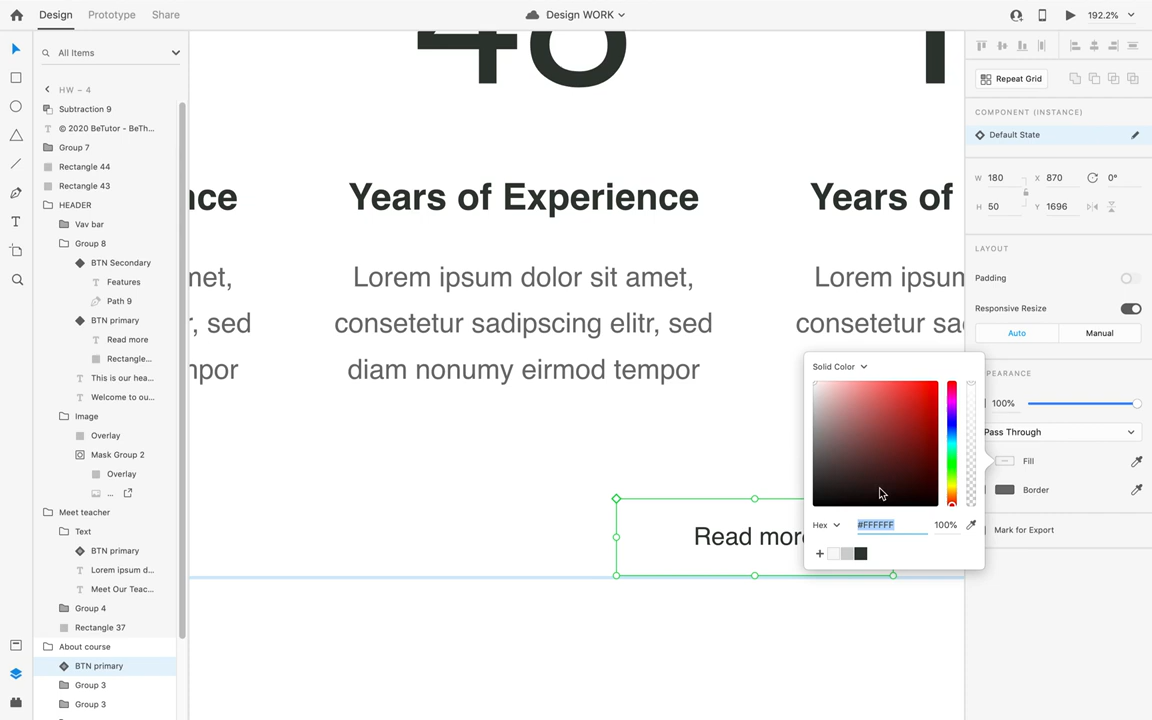 Design
Prototype
Share
Design WORK
192.2%
All Items
HW – 4
Subtraction 9
© 2020 BeTutor - BeTh...
Group 7
Rectangle 44
Rectangle 43
HEADER
Vav bar
Group 8
BTN Secondary
Features
Path 9
BTN primary
Read more
Rectangle...
This is our hea...
Welcome to ou...
Image
Overlay
Mask Group 2
Overlay
...
Meet teacher
Text
BTN primary
Lorem ipsum d...
Meet Our Teac...
Group 4
Rectangle 37
About course
BTN primary
Group 3
Group 3
48
1
nce
Years of Experience
Years of
met,
Lorem ipsum dolor sit amet,
Lorem ipsum
r, sed
consetetur sadipscing elitr, sed
consetetur sa
npor
diam nonumy eirmod tempor
Read more
Solid Color
Hex
#FFFFFF
100%
Repeat Grid
COMPONENT (INSTANCE)
Default State
W 180
X 870
0°
H 50
Y 1696
LAYOUT
Padding
Responsive Resize
Auto
Manual
PEARANCE
100%
Pass Through
Fill
Border
Mark for Export